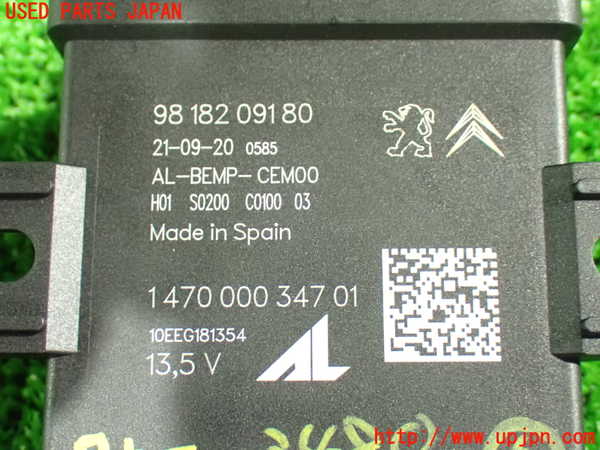 USED PARTS JAPAN
98 182 091 80
21-09-20 0585
AL-BEMP-CEM00
H01 S0200 C0100 03
Made in Spain
1 470 000 347 01
10EEG181354
13,5 V
AL
http://www.upjpn.com/